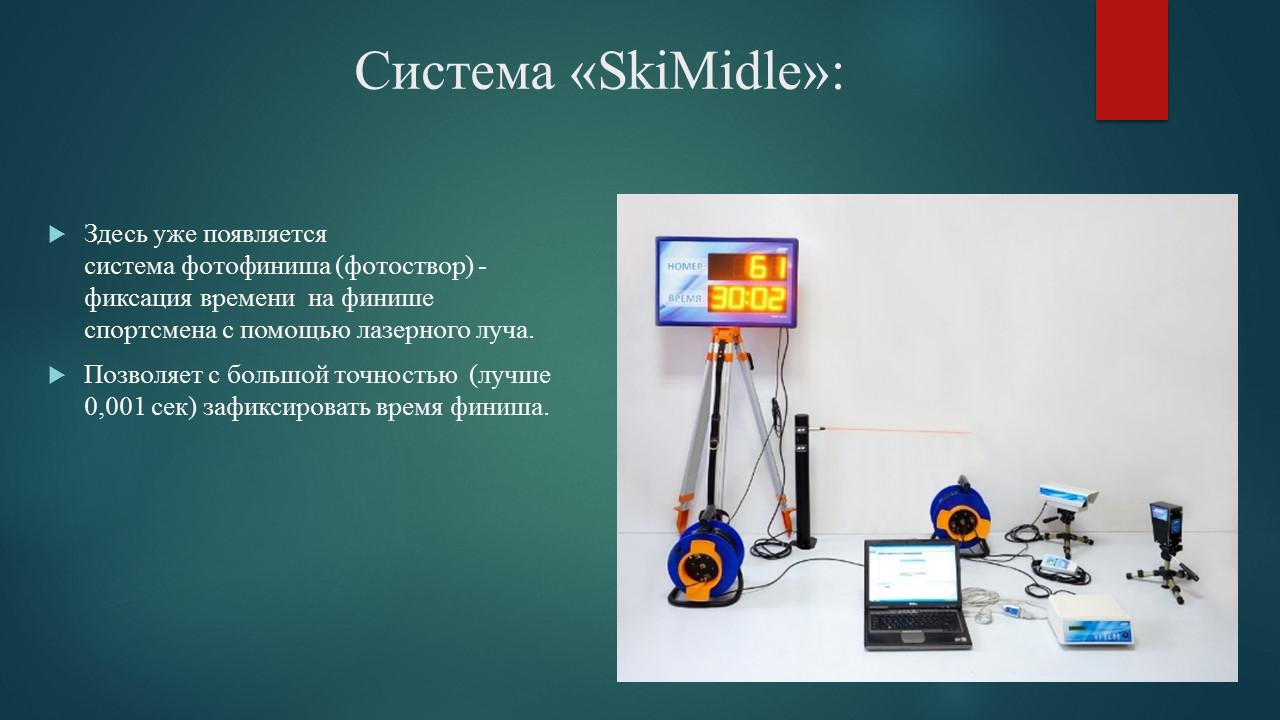 Система «SkiMidle»:
Здесь уже появляется
система фотофиниша (фотоствор) -
фиксация времени на финише
спортсмена с помощью лазерного луча.
Позволяет с большой точностью (лучше
0,001 сек) зафиксировать время финиша.
НОМЕР: 61
ВРЕМЯ: 30:02